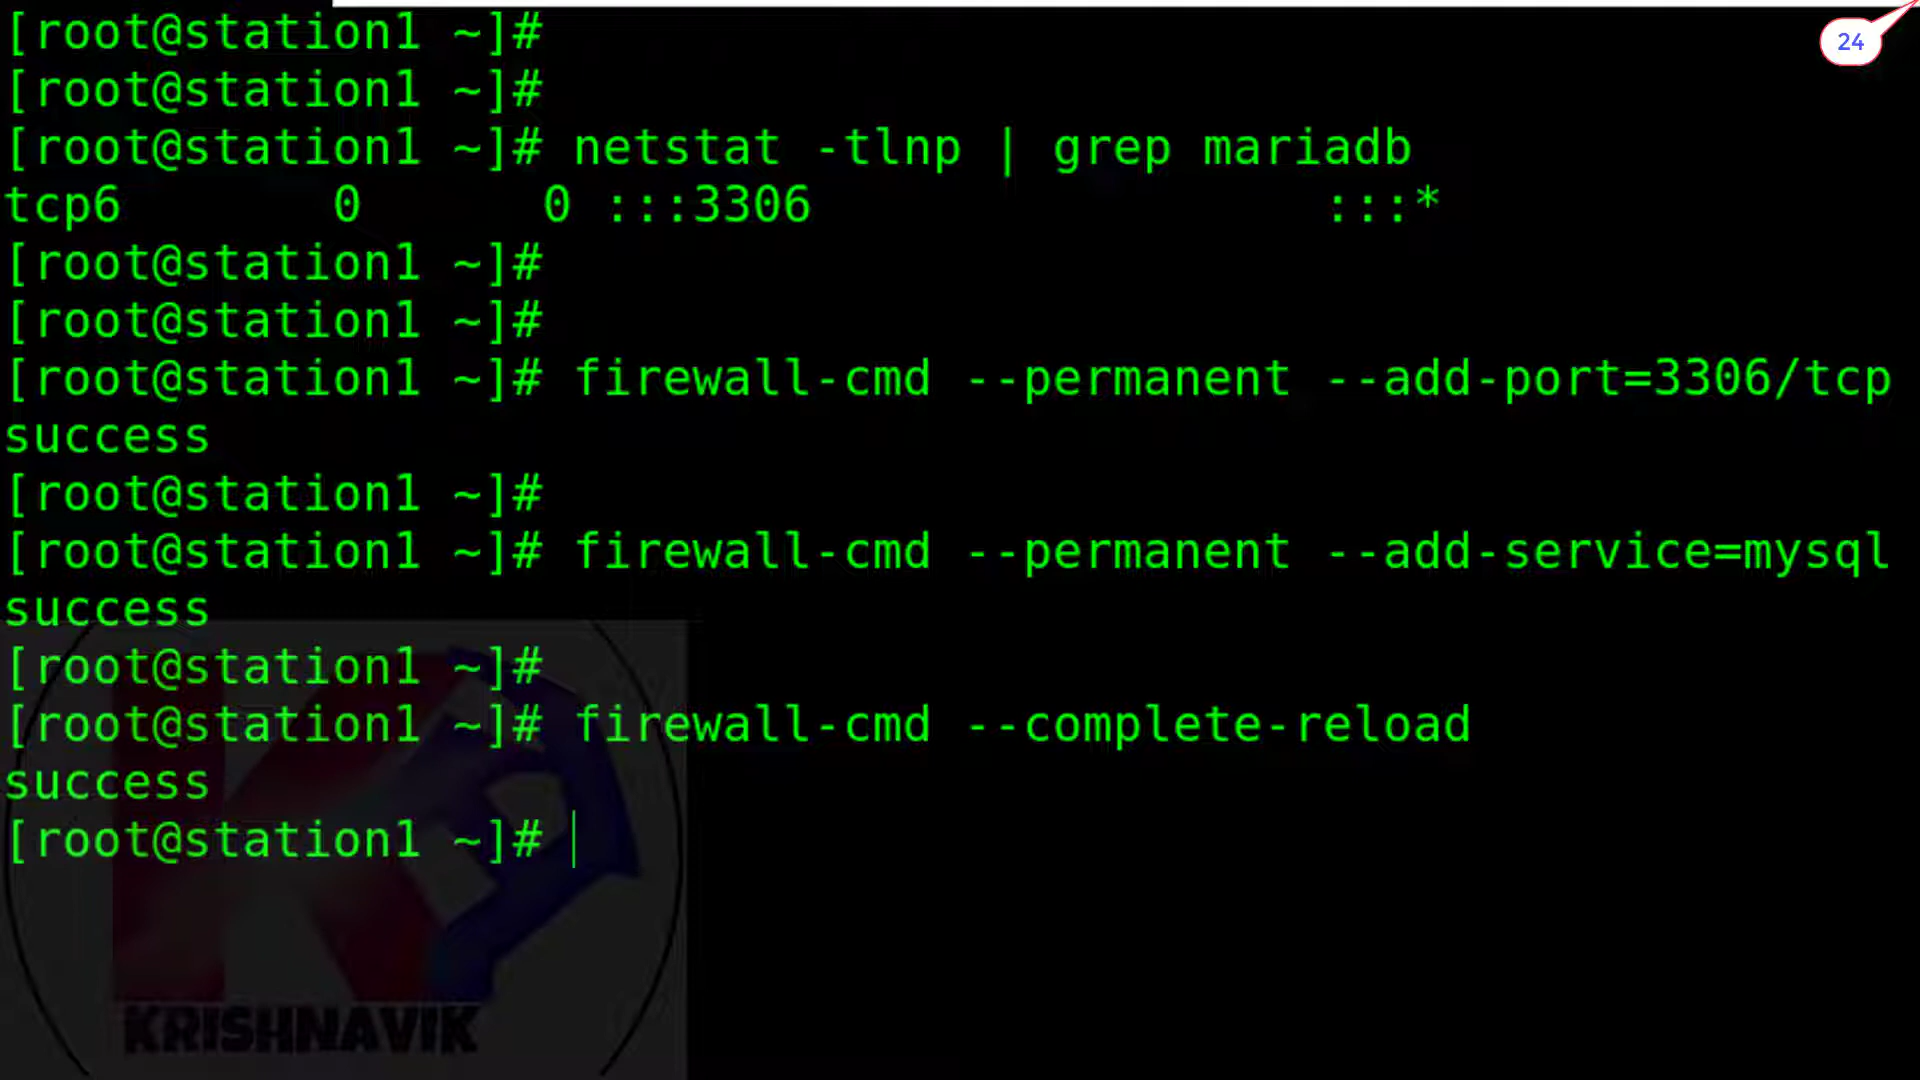 [root@station1 ~]#
24
[root@station1 ~]#
[root@station1 ~]# netstat -tlnp | grep mariadb
tcp6       0      0 :::3306                 :::*
[root@station1 ~]#
[root@station1 ~]#
[root@station1 ~]# firewall-cmd --permanent --add-port=3306/tcp
success
[root@station1 ~]#
[root@station1 ~]# firewall-cmd --permanent --add-service=mysql
success
[root@station1 ~]#
[root@station1 ~]# firewall-cmd --complete-reload
success
[root@station1 ~]#
KRISHNAVIK